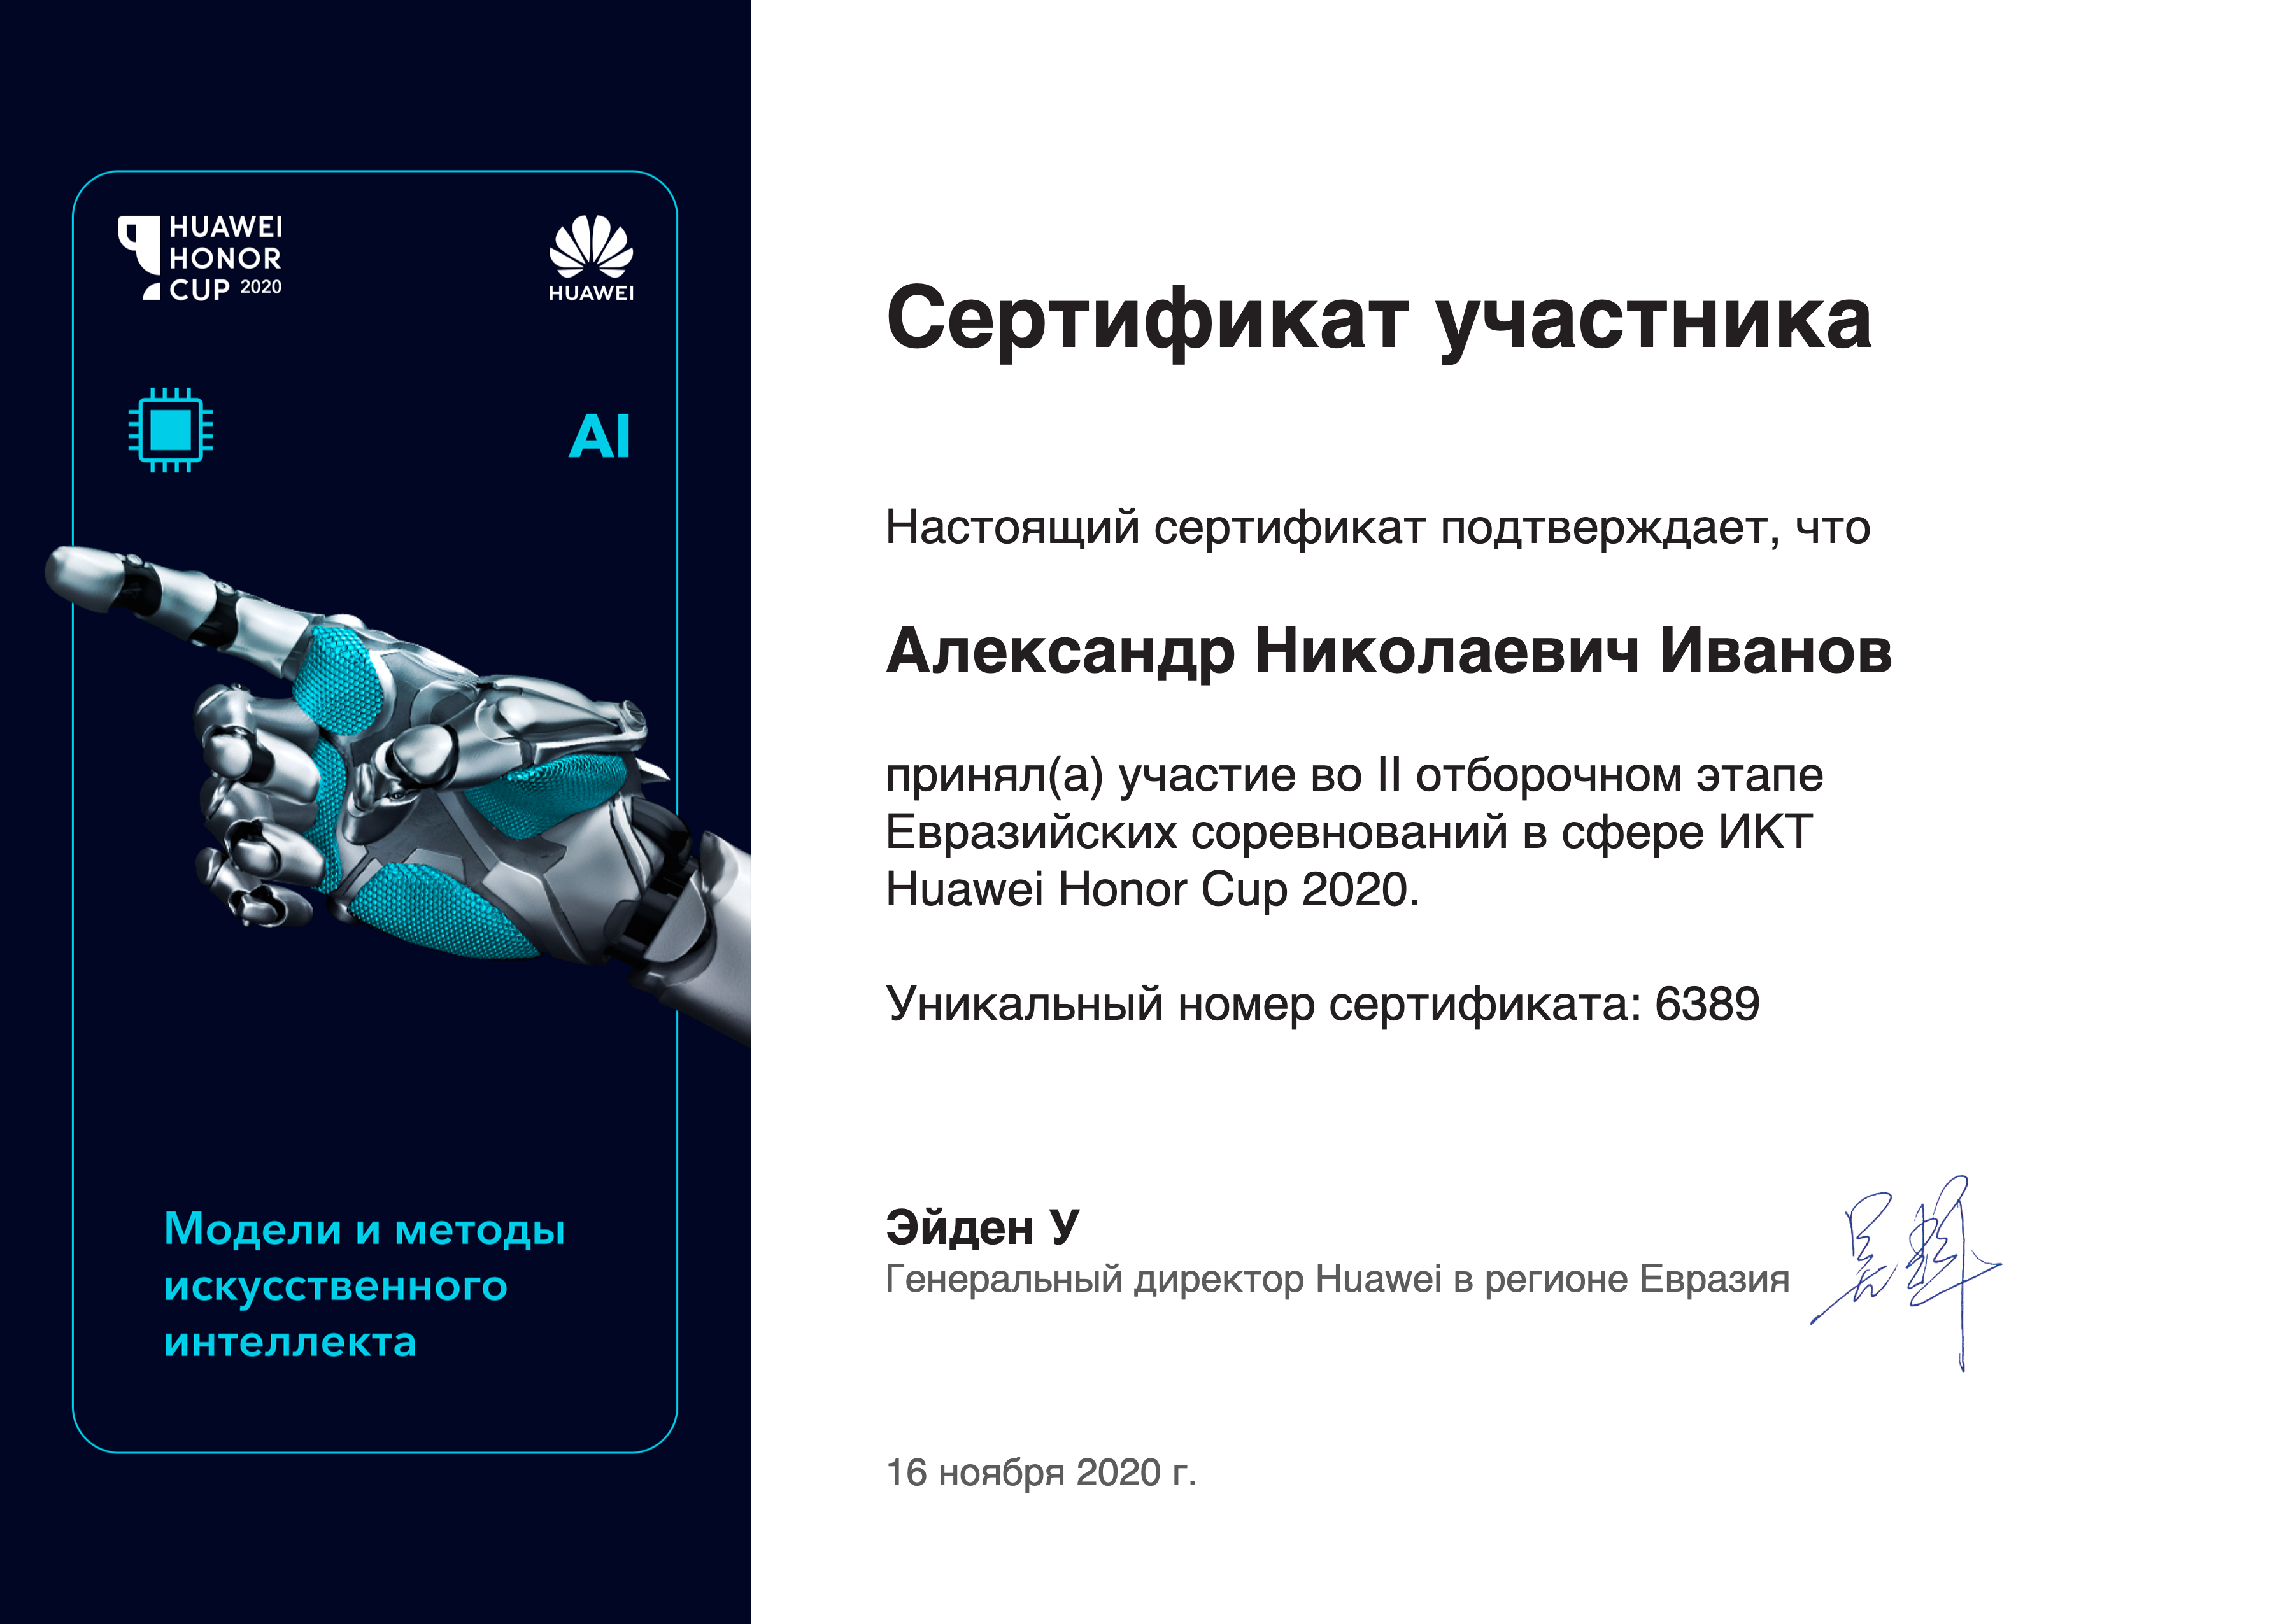 HUAWEI
HONOR
CUP 2020
HUAWEI
AI
Модели и методы
искусственного
интеллекта
Сертификат участника
Настоящий сертификат подтверждает, что
Александр Николаевич Иванов
принял(а) участие во II отборочном этапе
Евразийских соревнований в сфере ИКТ
Huawei Honor Cup 2020.
Уникальный номер сертификата: 6389
Эйден У
Генеральный директор Huawei в регионе Евразия
16 ноября 2020 г.